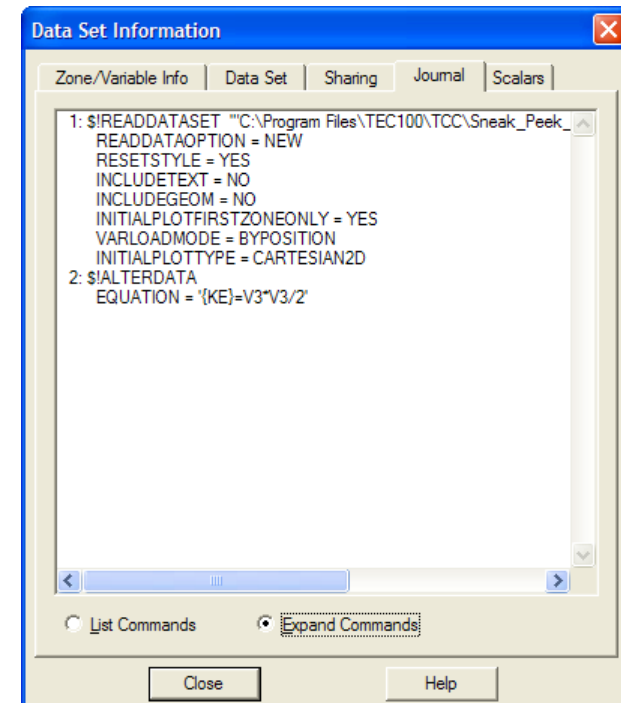 Data Set Information
Zone/Variable Info Data Set Sharing Journal Scalars
1: $!READDATASET '"C:\Program Files\TEC100\TCC\Sneak_Peek_
READDATAOPTION = NEW
RESETSTYLE = YES
INCLUDETEXT = NO
INCLUDEGEOM = NO
INITIALPLOTFIRSTZONEONLY = YES
VARLOADMODE = BYPOSITION
INITIALPLOTTYPE = CARTESIAN2D
2: $!ALTERDATA
EQUATION = '{KE}=V3*V3/2'
List Commands Expand Commands
Close Help